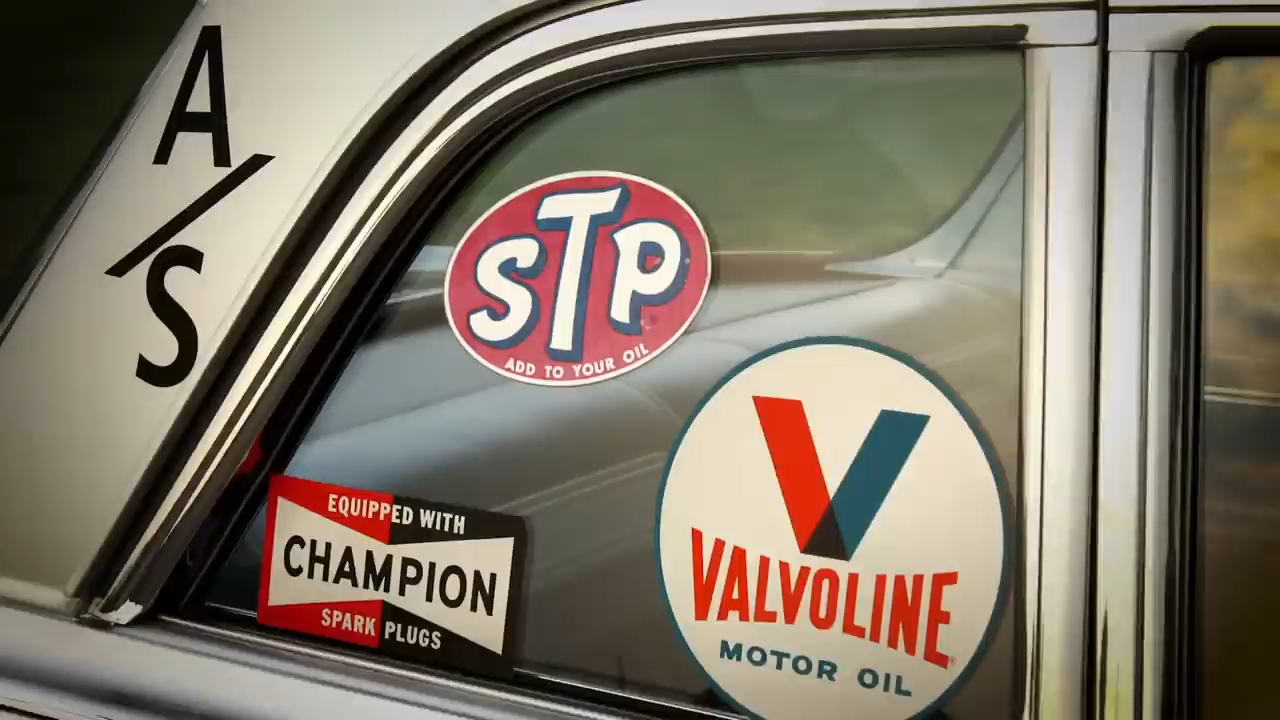 A/S
STP
ADD TO YOUR OIL
EQUIPPED WITH
CHAMPION
SPARK PLUGS
V
VALVOLINE
MOTOR OIL